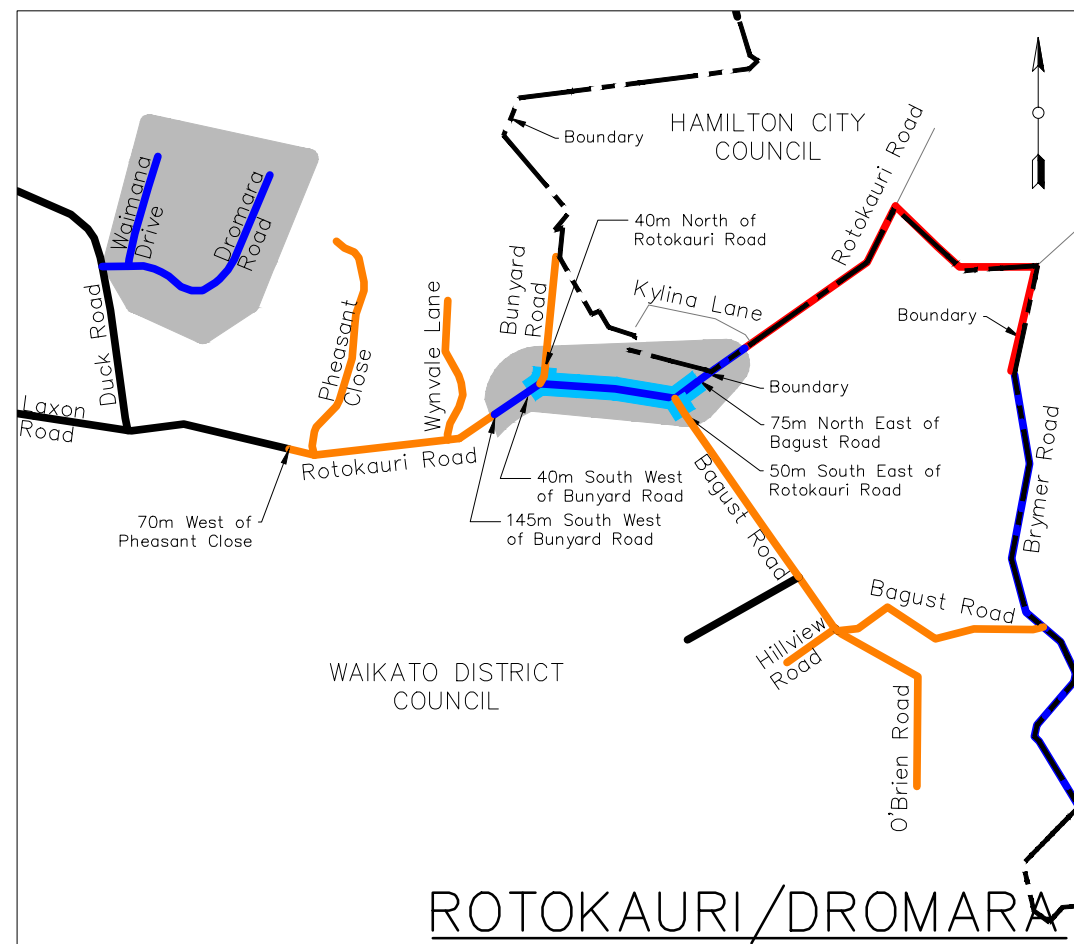 HAMILTON CITY
COUNCIL
Boundary
Rotokauri Road
40m North of
Rotokauri Road
Waimana
Drive
Dromara
Road
Bunyard
Road
Kylina Lane
Boundary
Duck Road
Pheasant
Close
Wynvale Lane
Boundary
75m North East of
Bagust Road
Laxon
Road
Rotokauri Road
40m South West
of Bunyard Road
50m South East of
Rotokauri Road
Brymer Road
70m West of
Pheasant Close
145m South West
of Bunyard Road
Bagust Road
Bagust Road
Hillview
Road
WAIKATO DISTRICT
COUNCIL
O'Brien Road
ROTOKAURI/DROMARA